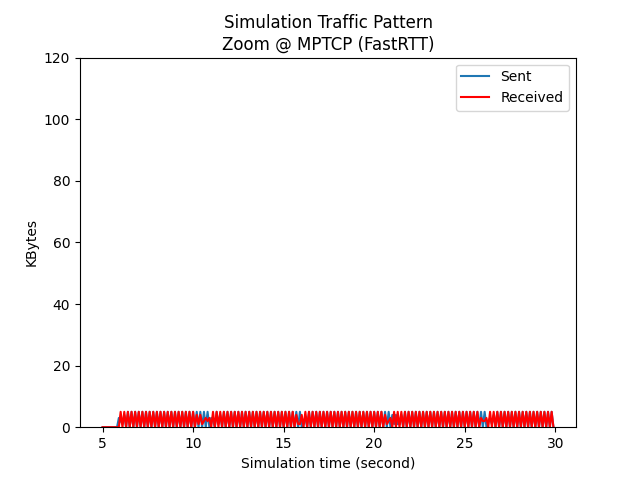 Simulation Traffic Pattern
Zoom @ MPTCP (FastRTT)
120
100
80
60
40
20
0
KBytes
Sent
Received
5 10 15 20 25 30
Simulation time (second)